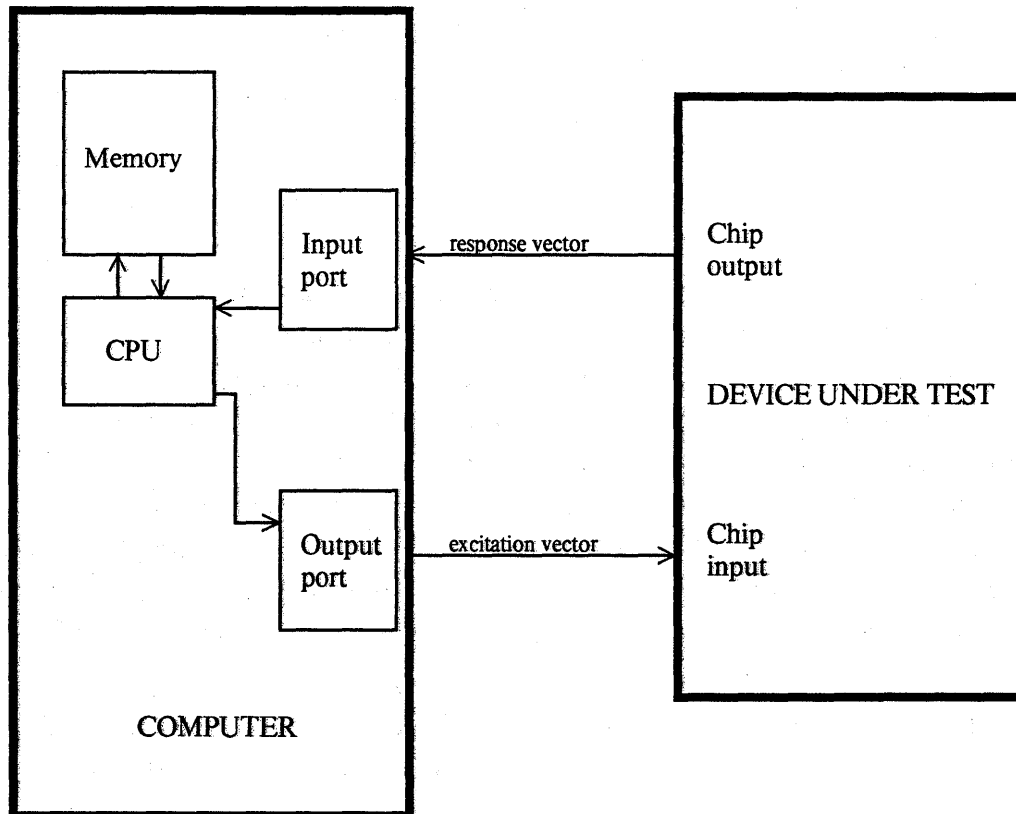 Memory
Input
port
response vector
Chip
output
CPU
DEVICE UNDER TEST
Output
port
excitation vector
Chip
input
COMPUTER